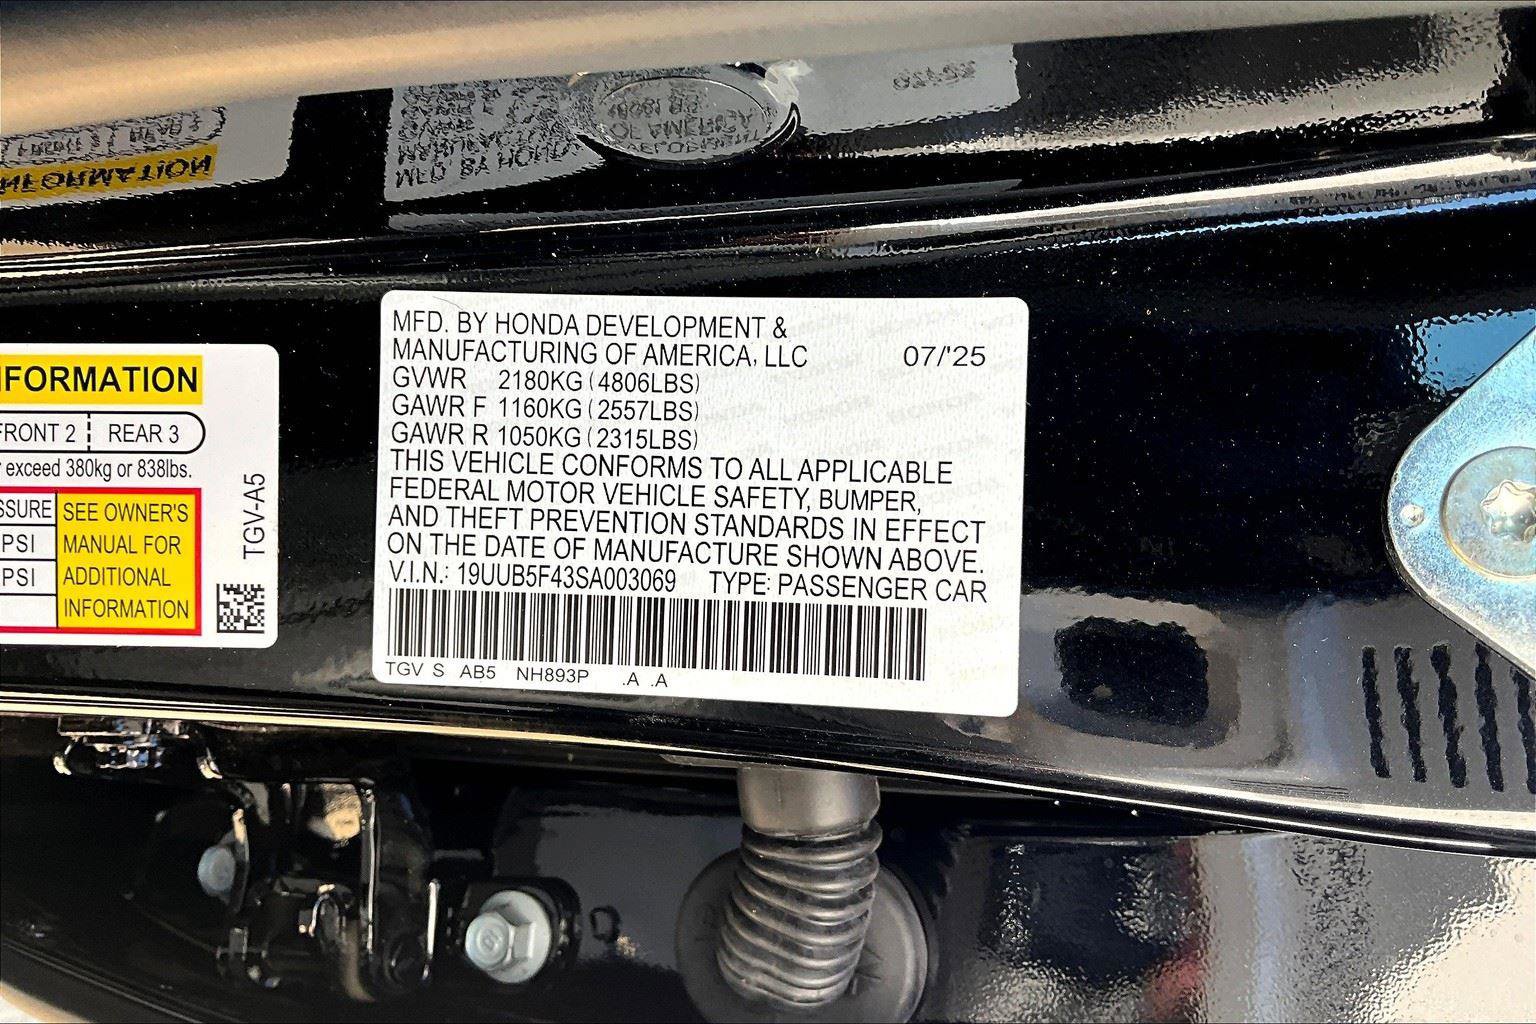 MFD. BY HONDA DEVELOPMENT &
MANUFACTURING OF AMERICA, LLC 07/'25
GVWR 2180KG (4806LBS)
GAWR F 1160KG (2557LBS)
GAWR R 1050KG (2315LBS)
THIS VEHICLE CONFORMS TO ALL APPLICABLE
FEDERAL MOTOR VEHICLE SAFETY, BUMPER,
AND THEFT PREVENTION STANDARDS IN EFFECT
ON THE DATE OF MANUFACTURE SHOWN ABOVE.
V.I.N.: 19UUB5F43SA003069 TYPE: PASSENGER CAR
TGV S AB5 NH893P .A .A
FORMATION
FRONT 2 REAR 3
exceed 380kg or 838lbs.
SSURE
PSI
PSI
SEE OWNER'S
MANUAL FOR
ADDITIONAL
INFORMATION
TGV-A5